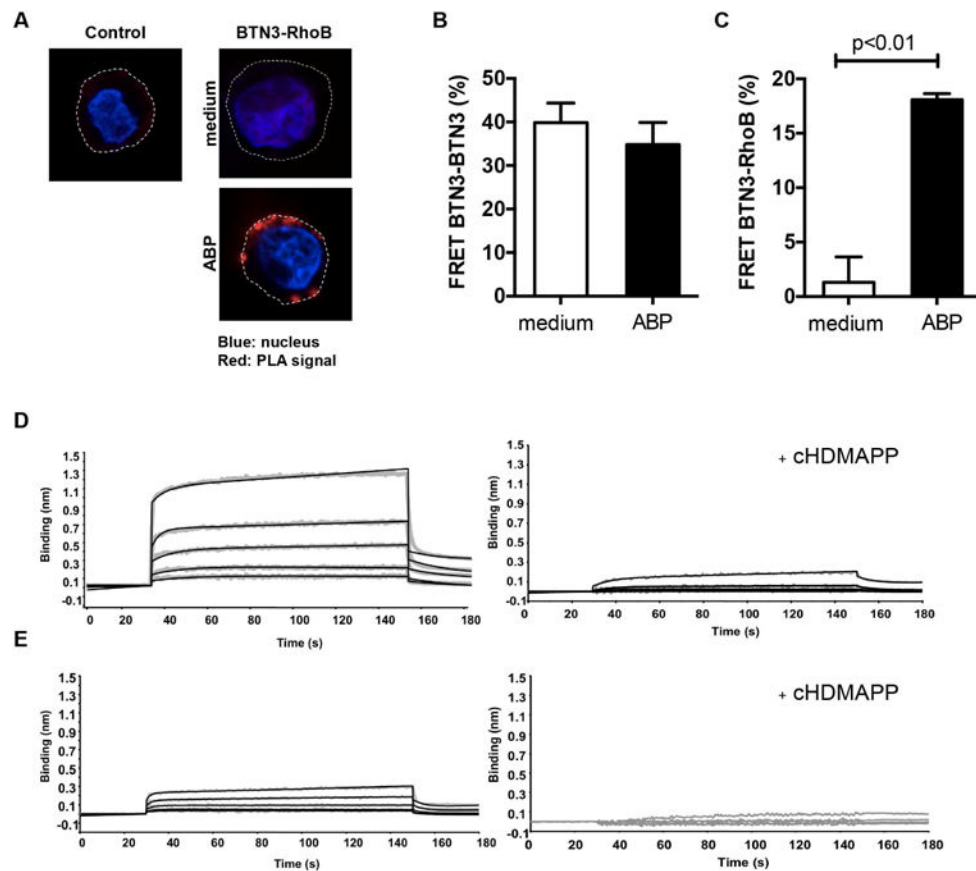 A
Control
BTN3-RhoB
medium
ABP
Blue: nucleus
Red: PLA signal
B
FRET BTN3-BTN3 (%)
50
40
30
20
10
0
medium
ABP
C
p<0.01
FRET BTN3-RhoB (%)
20
15
10
5
0
medium
ABP
D
Binding (nm)
1.5
1.3
1.1
0.9
0.7
0.5
0.3
0.1
-0.1
0 20 40 60 80 100 120 140 160 180
Time (s)
+ cHDMAPP
Binding (nm)
1.5
1.3
1.1
0.9
0.7
0.5
0.3
0.1
-0.1
0 20 40 60 80 100 120 140 160 180
Time (s)
E
Binding (nm)
1.5
1.3
1.1
0.9
0.7
0.5
0.3
0.1
-0.1
0 20 40 60 80 100 120 140 160 180
Time (s)
+ cHDMAPP
Binding (nm)
1.5
1.3
1.1
0.9
0.7
0.5
0.3
0.1
-0.1
0 20 40 60 80 100 120 140 160 180
Time (s)